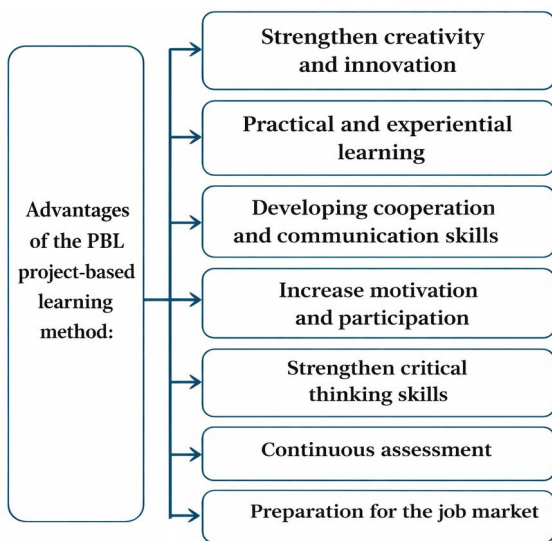 Advantages
of the PBL
project-based
learning
method:
Strengthen creativity
and innovation
Practical and experiential
learning
Developing cooperation
and communication skills
Increase motivation
and participation
Strengthen critical
thinking skills
Continuous assessment
Preparation for the job market